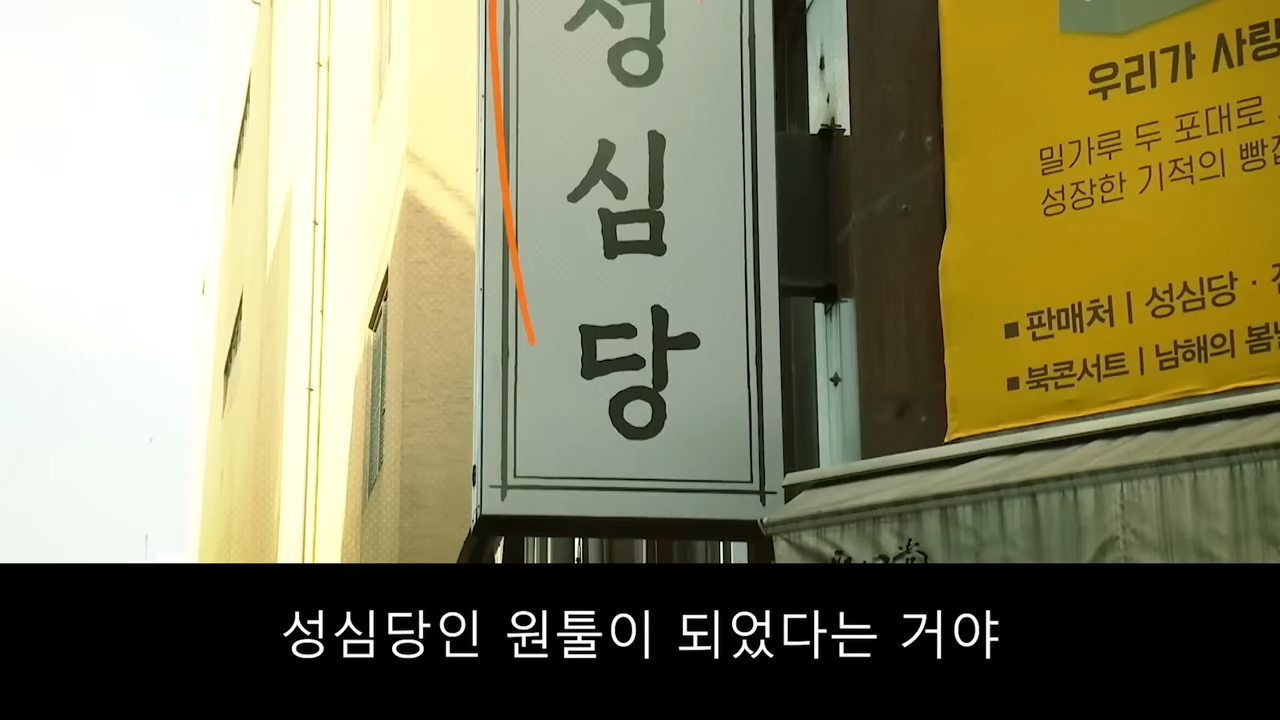 성심당
우리가 사랑
밀가루 두 포대로
성장한 기적의
■판매처 | 성심당 ·
■북콘서트 | 남해의
성심당인 원툴이 되었다는 거야